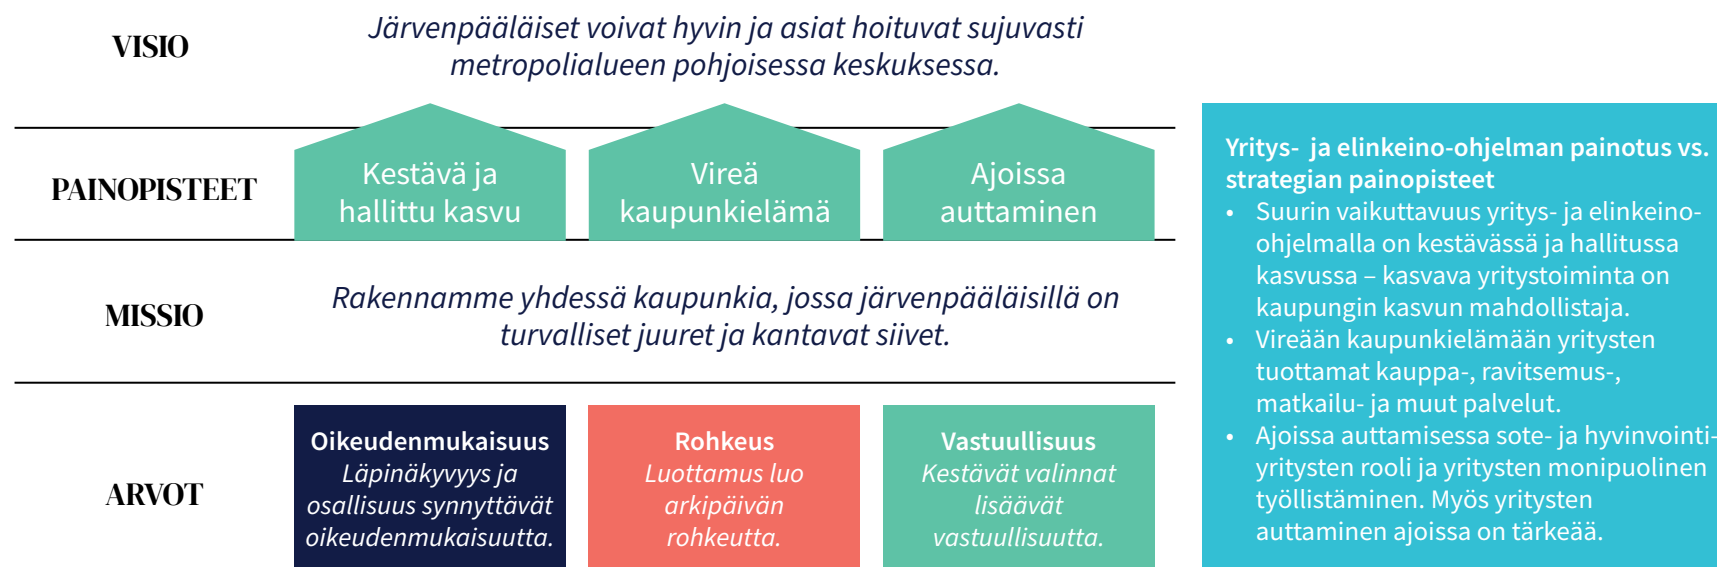 VISIO
Järvenpääläiset voivat hyvin ja asiat hoituvat sujuvasti
metropolialueen pohjoisessa keskuksessa.
PAINOPISTEET
Kestävä ja
hallittu kasvu
Vireä
kaupunkielämä
Ajoissa
auttaminen
MISSIO
Rakennamme yhdessä kaupunkia, jossa järvenpääläisillä on
turvalliset juuret ja kantavat siivet.
ARVOT
Oikeudenmukaisuus
Läpinäkyvyys ja
osallisuus synnyttävät
oikeudenmukaisuutta.
Rohkeus
Luottamus luo
arkipäivän
rohkeutta.
Vastuullisuus
Kestävät valinnat
lisäävät
vastuullisuutta.
Yritys- ja elinkeino-ohjelman painotus vs.
strategian painopisteet
• Suurin vaikuttavuus yritys- ja elinkeino-
ohjelmalla on kestävässä ja hallitussa
kasvussa – kasvava yritystoiminta on
kaupungin kasvun mahdollistaja.
• Vireään kaupunkielämään yritysten
tuottamat kauppa-, ravitsemus-,
matkailu- ja muut palvelut.
• Ajoissa auttamisessa sote- ja hyvinvointi-
yritysten rooli ja yritysten monipuolinen
työllistäminen. Myös yritysten
auttaminen ajoissa on tärkeää.